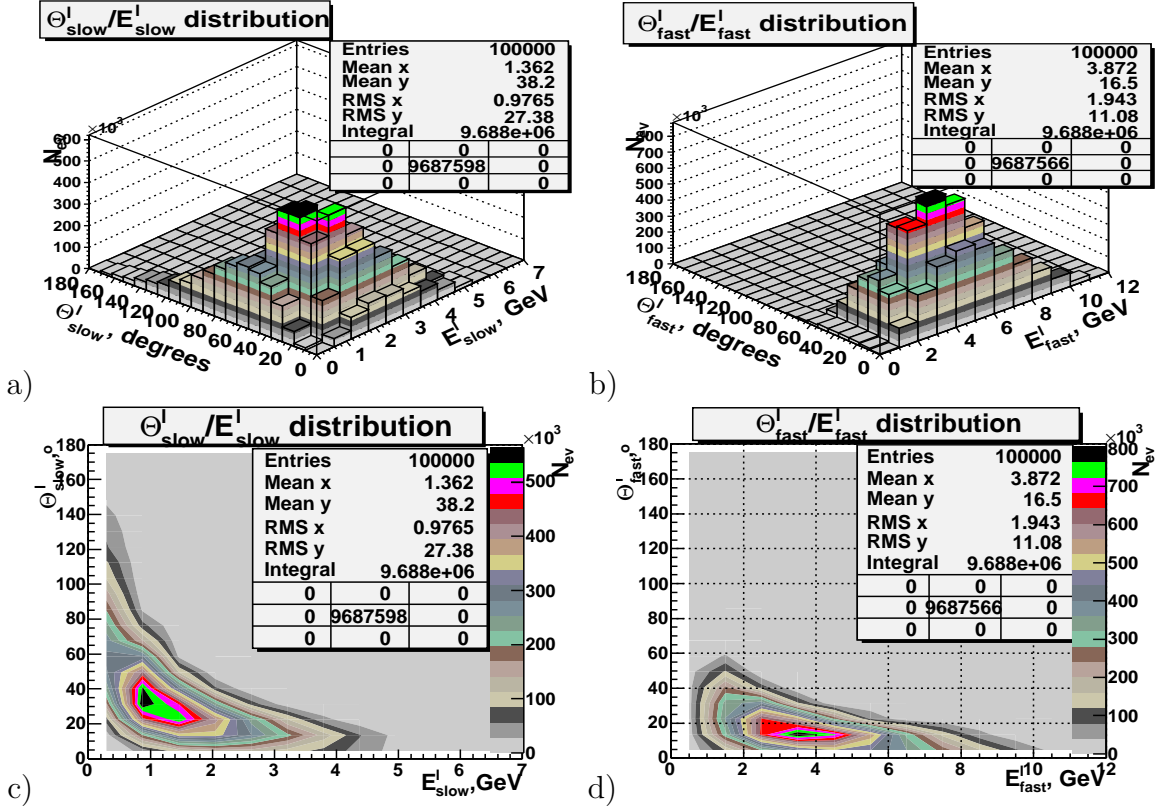 Θ^l_slow/E^l_slow distribution
Entries 100000
Mean x 1.362
Mean y 38.2
RMS x 0.9765
RMS y 27.38
Integral 9.688e+06
0 0 0
0 9687598 0
0 0 0
×10³
N_ev
600
500
400
300
200
100
0
180 160 140 120 100 80 60 40 20 0
Θ^l_slow, degrees
0 1 2 3 4 5 6 7
E^l_slow, GeV
a)
Θ^l_fast/E^l_fast distribution
Entries 100000
Mean x 3.872
Mean y 16.5
RMS x 1.943
RMS y 11.08
Integral 9.688e+06
0 0 0
0 9687566 0
0 0 0
×10³
N_ev
800
700
600
500
400
300
200
100
0
180 160 140 120 100 80 60 40 20 0
Θ^l_fast, degrees
0 2 4 6 8 10 12
E^l_fast, GeV
b)
Θ^l_slow/E^l_slow distribution
Entries 100000
Mean x 1.362
Mean y 38.2
RMS x 0.9765
RMS y 27.38
Integral 9.688e+06
0 0 0
0 9687598 0
0 0 0
Θ^l_slow,°
180
160
140
120
100
80
60
40
20
0
0 1 2 3 4 5 6 7
E^l_slow,GeV
×10³
N_ev
500
400
300
200
100
0
c)
Θ^l_fast/E^l_fast distribution
Entries 100000
Mean x 3.872
Mean y 16.5
RMS x 1.943
RMS y 11.08
Integral 9.688e+06
0 0 0
0 9687566 0
0 0 0
Θ^l_fast,°
180
160
140
120
100
80
60
40
20
0
0 2 4 6 8 10 12
E^l_fast, GeV
×10³
N_ev
800
700
600
500
400
300
200
100
0
d)